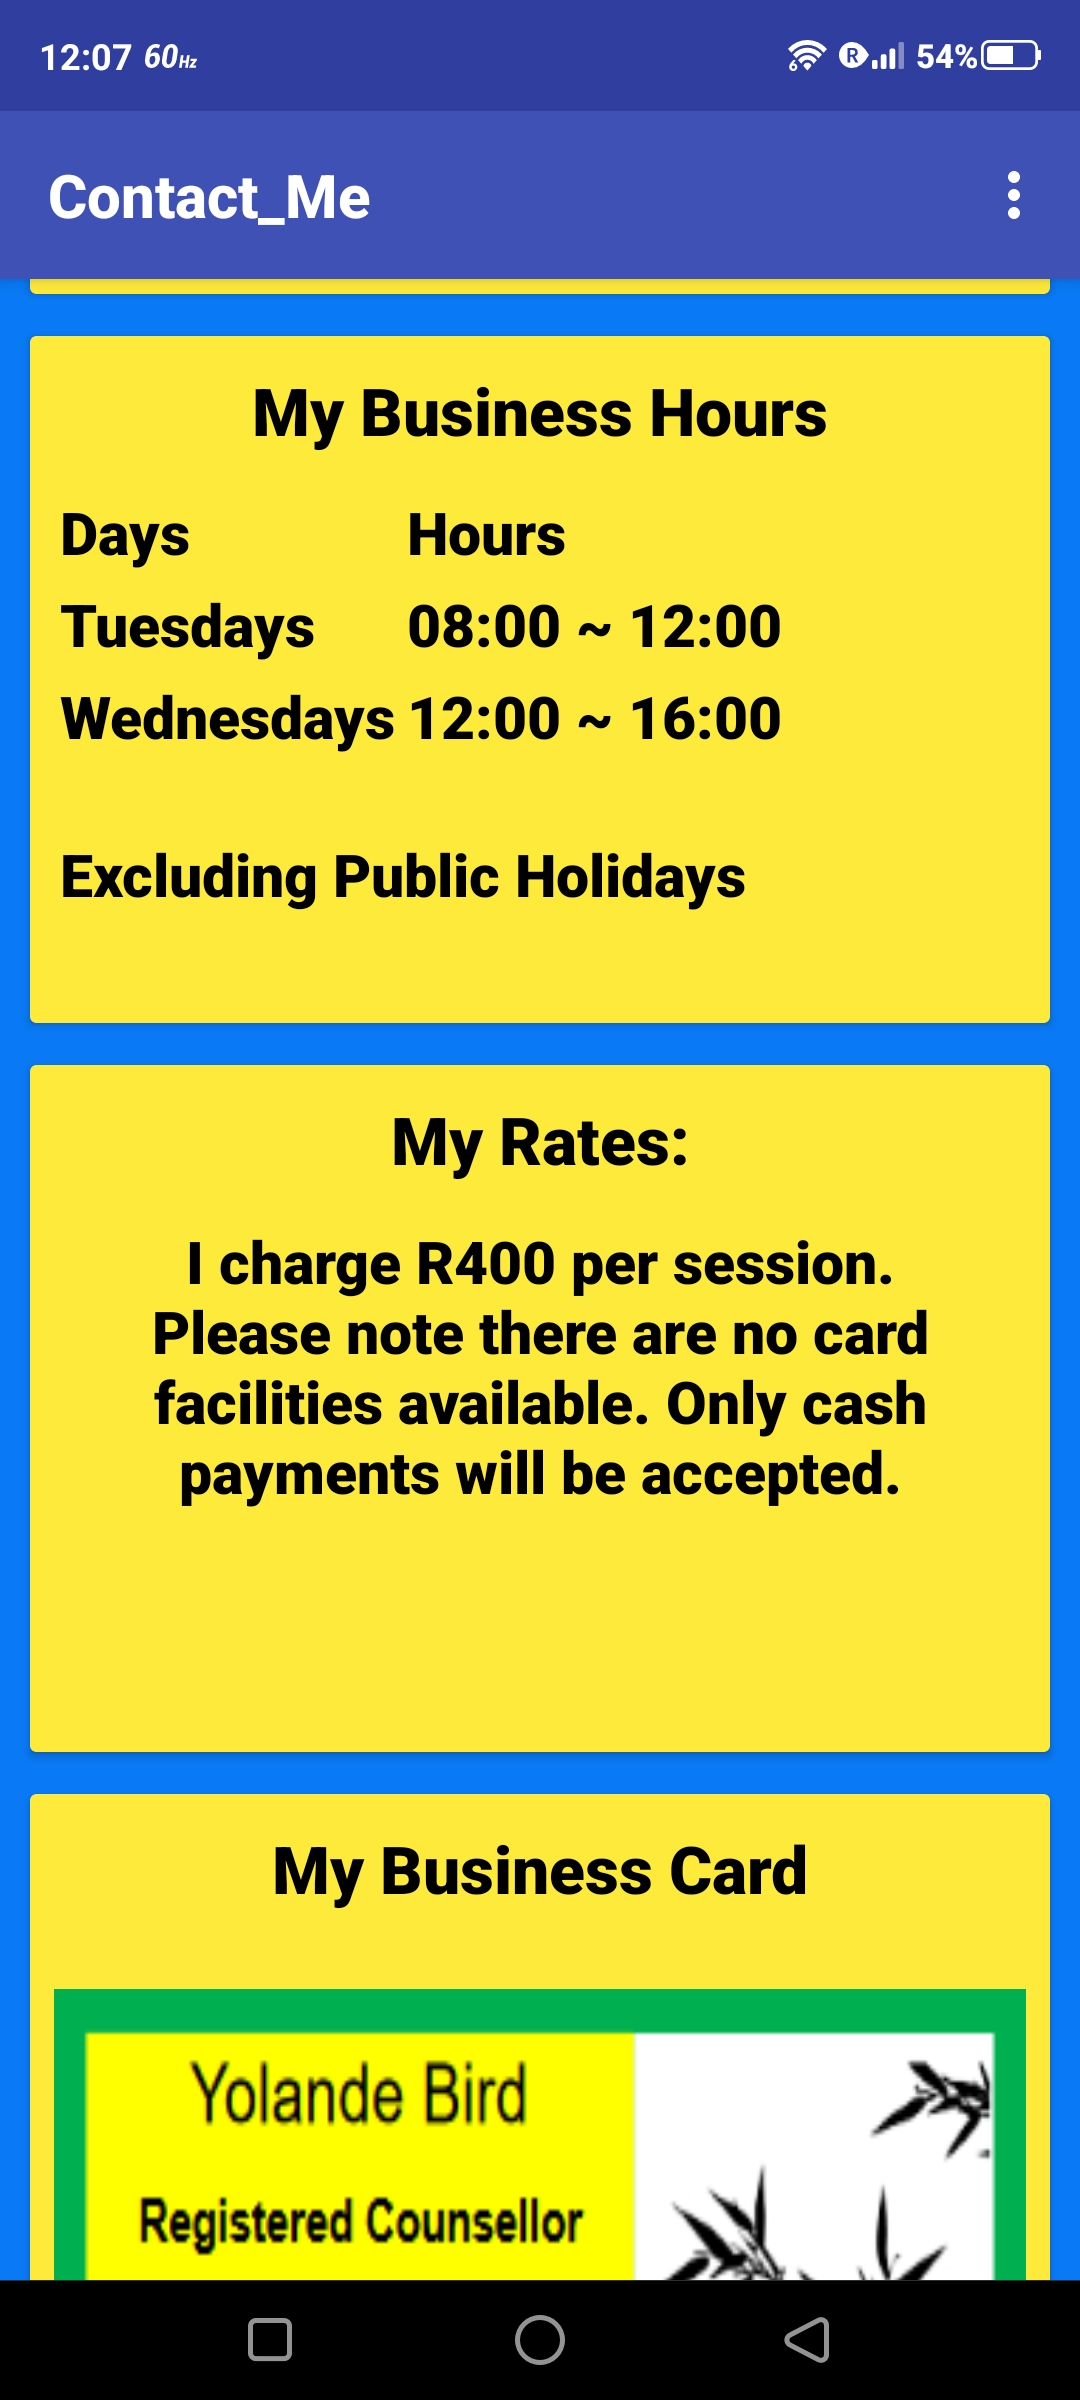 12:07 60Hz
6 R 54%
Contact_Me
My Business Hours
Days Hours
Tuesdays 08:00 ~ 12:00
Wednesdays 12:00 ~ 16:00
Excluding Public Holidays
My Rates:
I charge R400 per session.
Please note there are no card
facilities available. Only cash
payments will be accepted.
My Business Card
Yolande Bird
Registered Counsellor